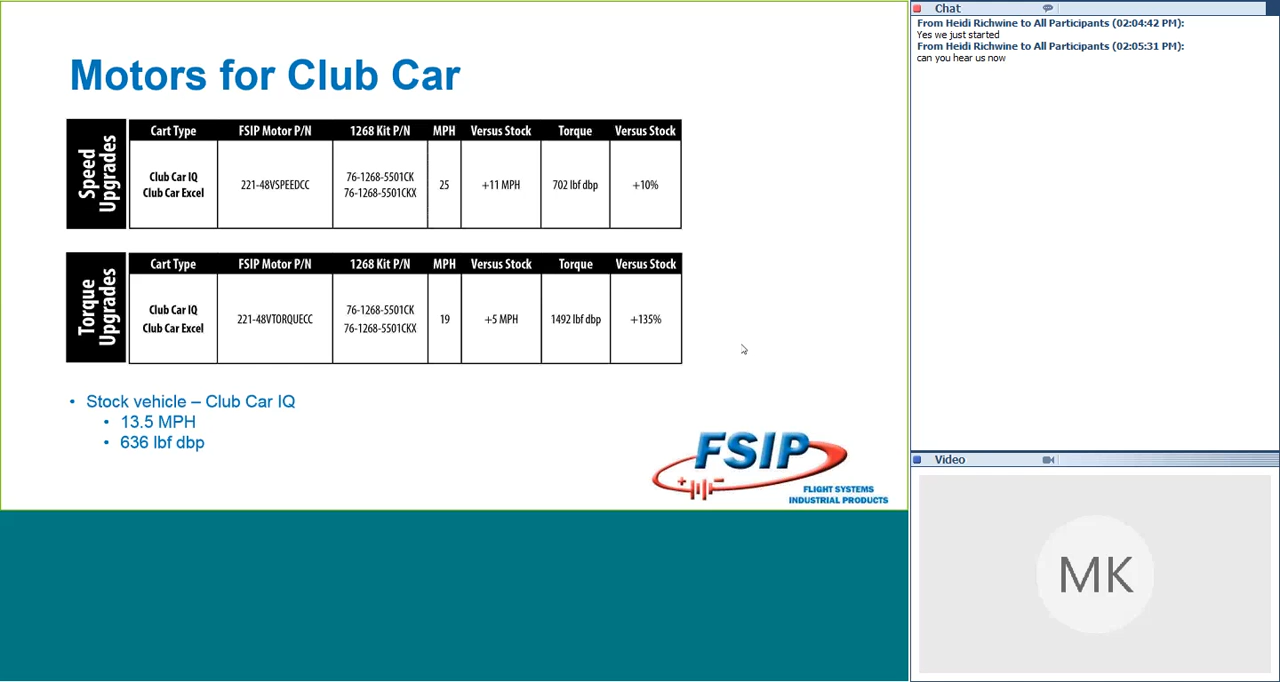 Motors for Club Car
Speed
Upgrades
Cart Type FSIP Motor P/N 1268 Kit P/N MPH Versus Stock Torque Versus Stock
Club Car IQ
Club Car Excel
221-48VSPEEDCC
76-1268-5501CK
76-1268-5501CKX
25
+11 MPH
702 lbf dbp
+10%
Torque
Upgrades
Cart Type FSIP Motor P/N 1268 Kit P/N MPH Versus Stock Torque Versus Stock
Club Car IQ
Club Car Excel
221-48VTORQUECC
76-1268-5501CK
76-1268-5501CKX
19
+5 MPH
1492 lbf dbp
+135%
• Stock vehicle – Club Car IQ
• 13.5 MPH
• 636 lbf dbp
FSIP
+ –
FLIGHT SYSTEMS
INDUSTRIAL PRODUCTS
Chat
From Heidi Richwine to All Participants (02:04:42 PM):
Yes we just started
From Heidi Richwine to All Participants (02:05:31 PM):
can you hear us now
Video
MK